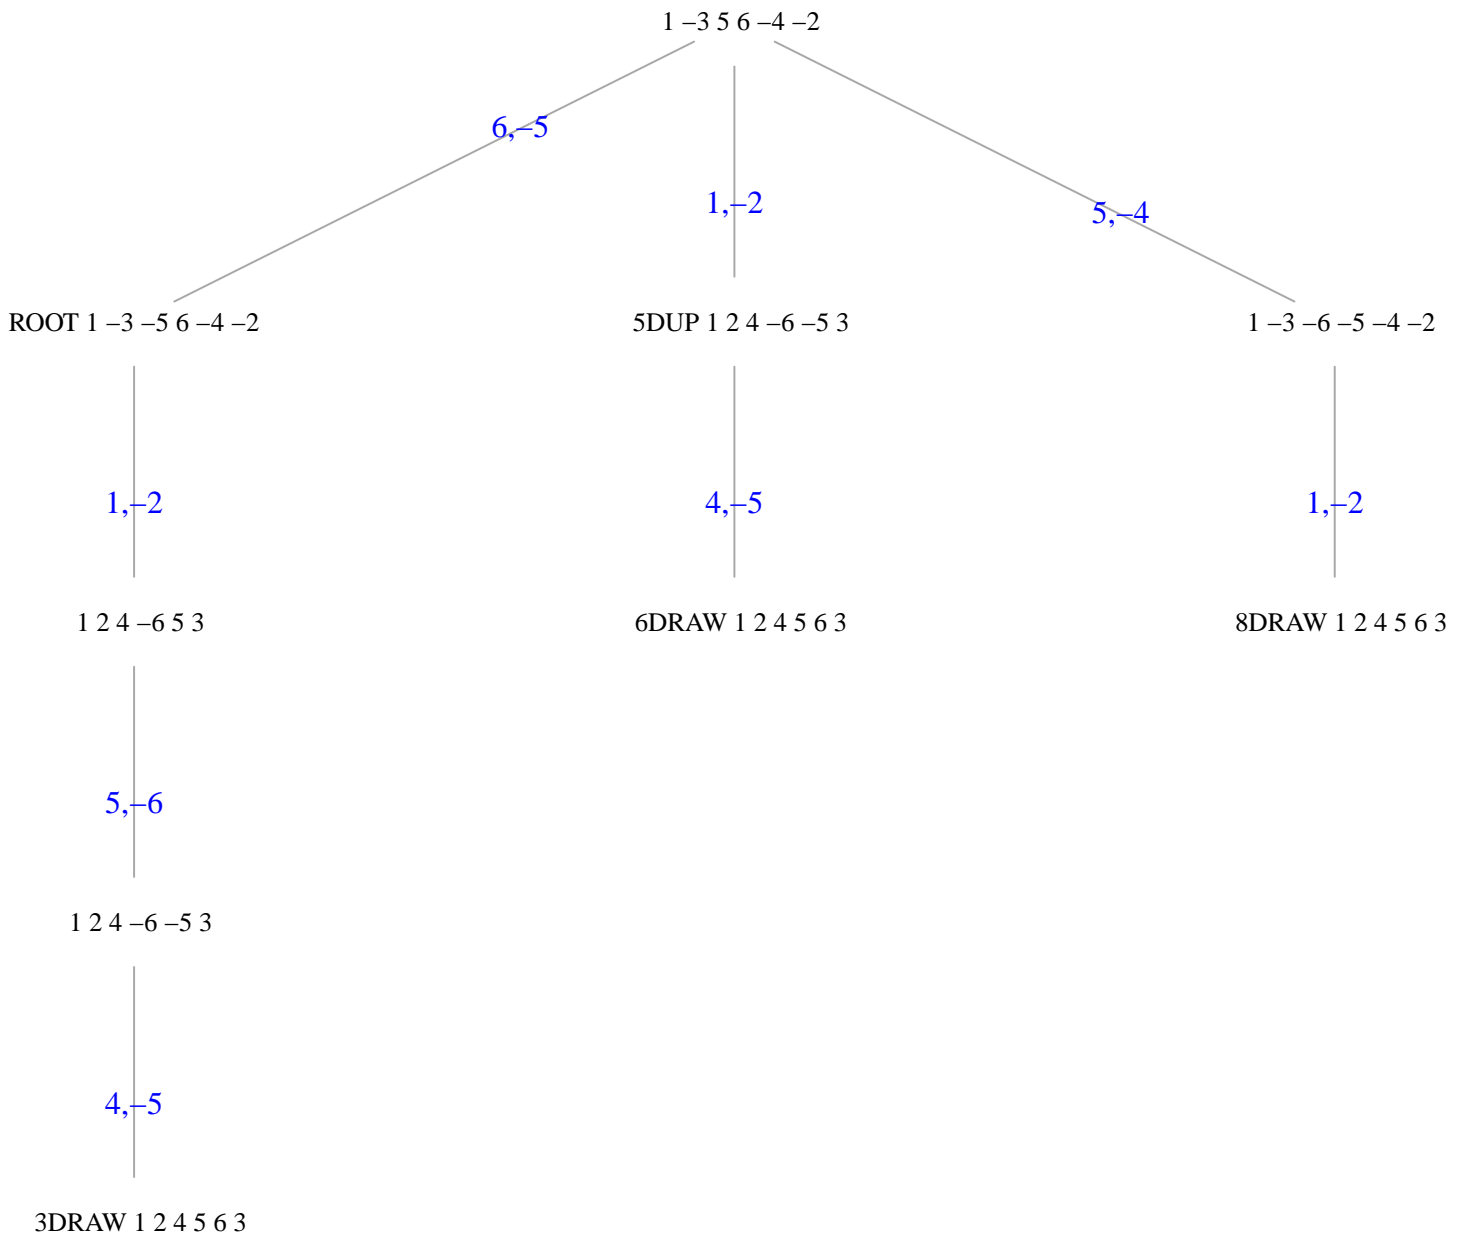 1 –3 5 6 –4 –2
6,–5
1,–2
5,–4
ROOT 1 –3 –5 6 –4 –2
5DUP 1 2 4 –6 –5 3
1 –3 –6 –5 –4 –2
1,–2
4,–5
1,–2
1 2 4 –6 5 3
6DRAW 1 2 4 5 6 3
8DRAW 1 2 4 5 6 3
5,–6
1 2 4 –6 –5 3
4,–5
3DRAW 1 2 4 5 6 3